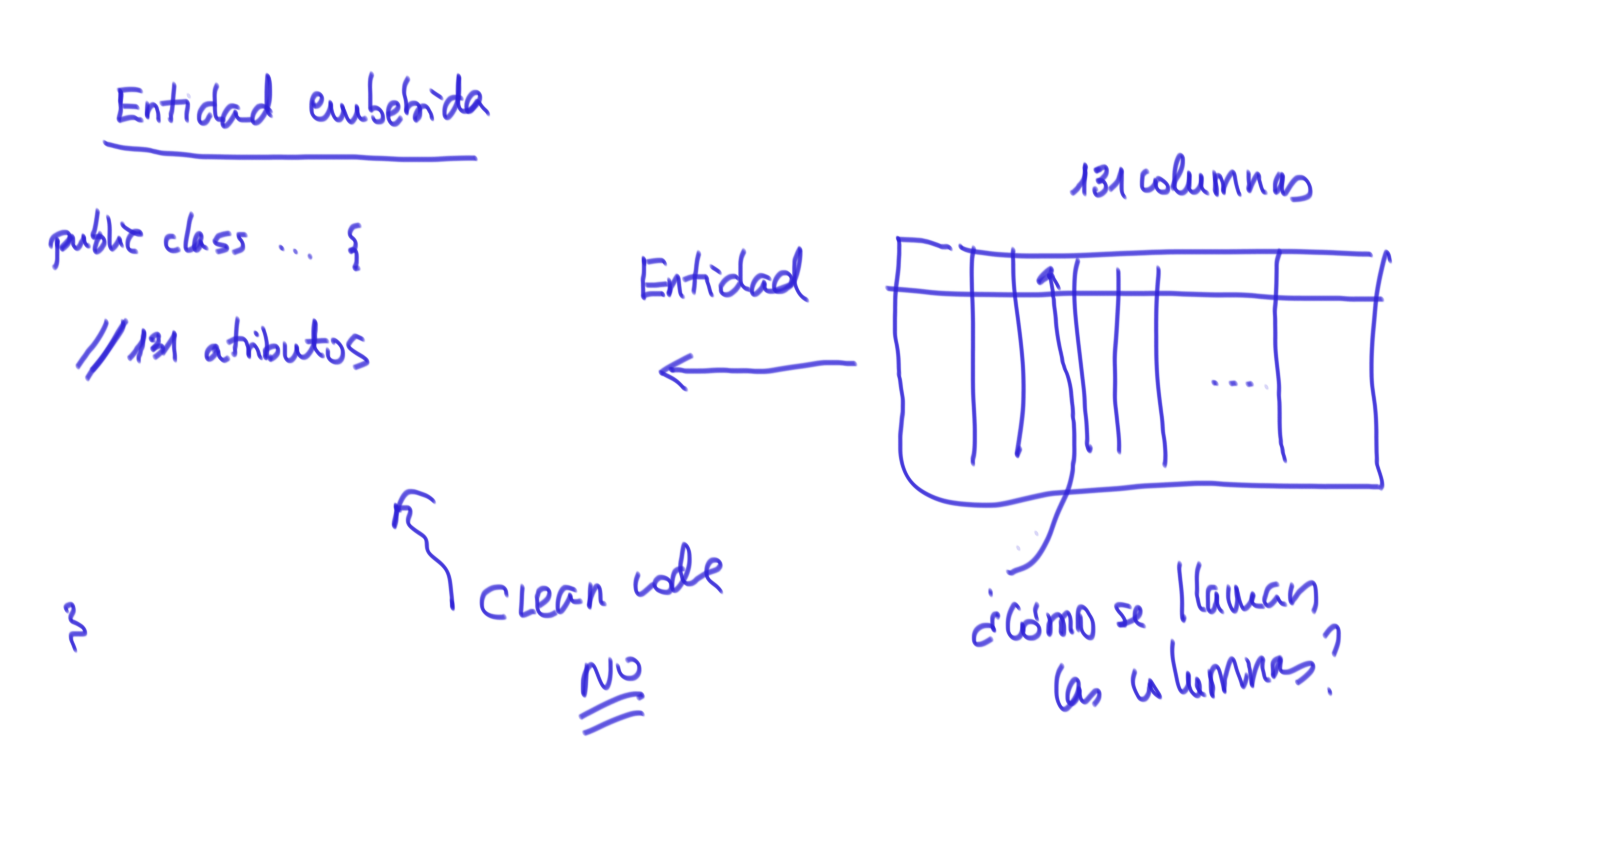 Entidad embebida
public class ... {
//131 atributos
}
Clean code
NO
Entidad
131 columnas
....
¿Cómo se llaman
las columnas?